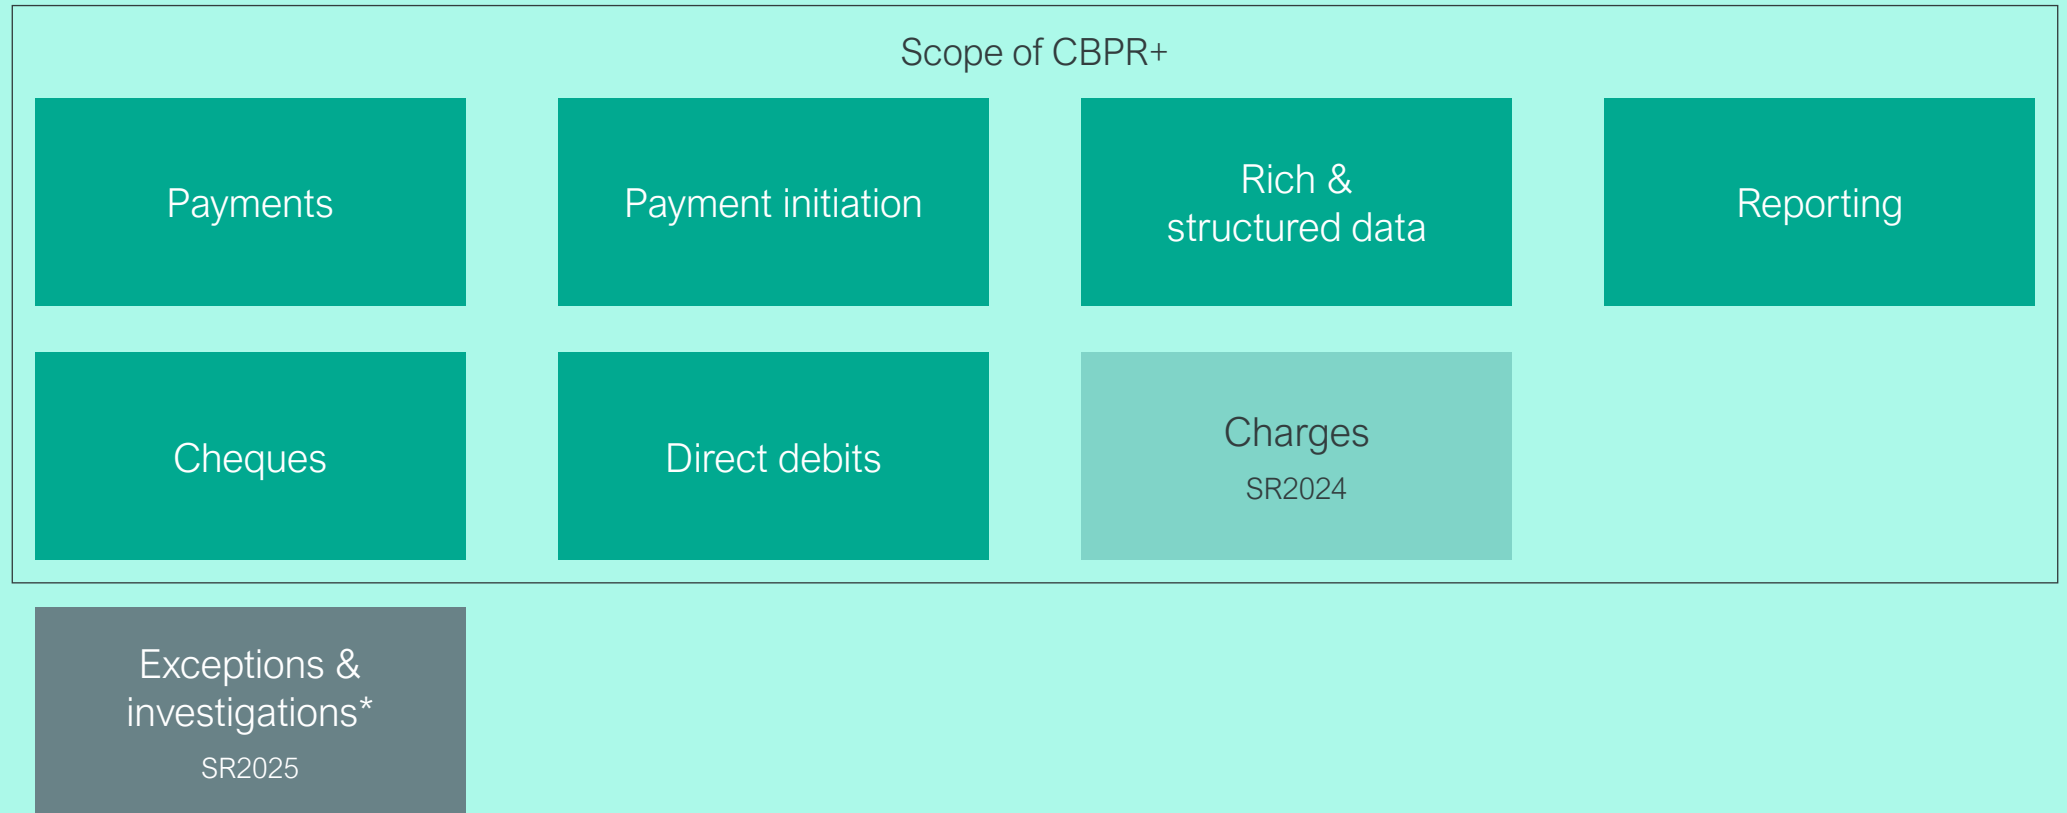 Scope of CBPR+
Payments
Payment initiation
Rich &
structured data
Reporting
Cheques
Direct debits
Charges
SR2024
Exceptions &
investigations*
SR2025